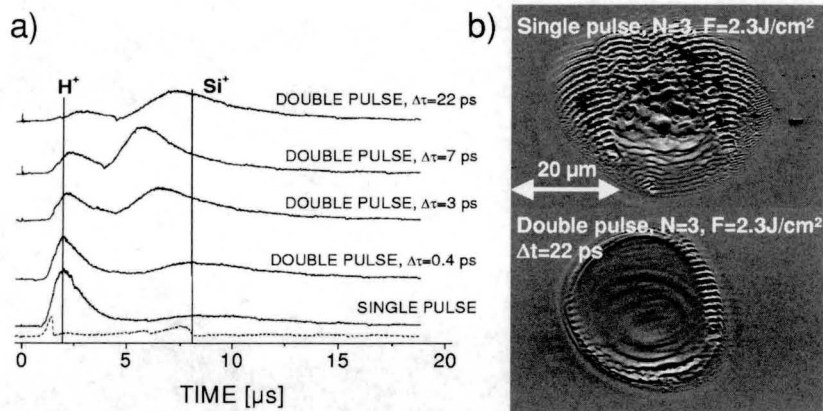 a)
H⁺
Si⁺
DOUBLE PULSE, Δτ=22 ps
DOUBLE PULSE, Δτ=7 ps
DOUBLE PULSE, Δτ=3 ps
DOUBLE PULSE, Δτ=0.4 ps
SINGLE PULSE
0 5 10 15 20
TIME [µs]
b)
Single pulse, N=3, F=2.3J/cm²
20 µm
Double pulse, N=3, F=2.3J/cm²
Δt=22 ps